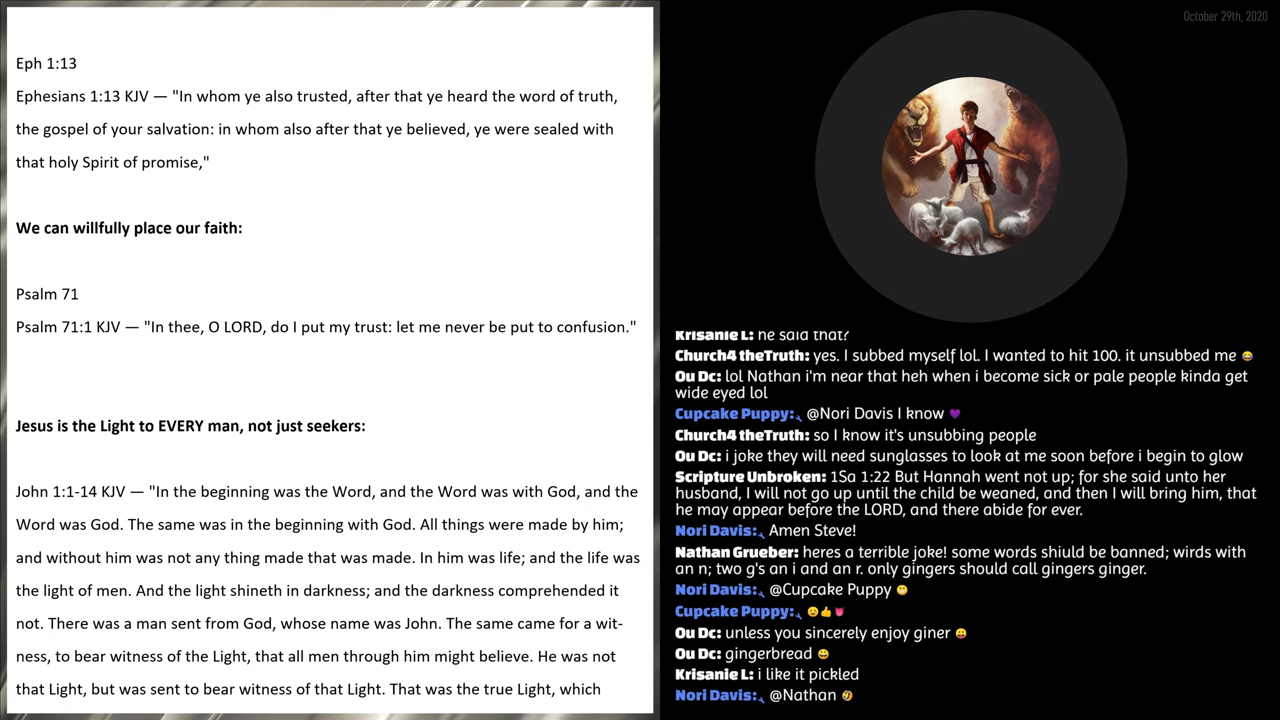 Eph 1:13
Ephesians 1:13 KJV — "In whom ye also trusted, after that ye heard the word of truth,
the gospel of your salvation: in whom also after that ye believed, ye were sealed with
that holy Spirit of promise,"
We can willfully place our faith:
Psalm 71
Psalm 71:1 KJV — "In thee, O LORD, do I put my trust: let me never be put to confusion."
Jesus is the Light to EVERY man, not just seekers:
John 1:1-14 KJV — "In the beginning was the Word, and the Word was with God, and the
Word was God. The same was in the beginning with God. All things were made by him;
and without him was not any thing made that was made. In him was life; and the life was
the light of men. And the light shineth in darkness; and the darkness comprehended it
not. There was a man sent from God, whose name was John. The same came for a wit-
ness, to bear witness of the Light, that all men through him might believe. He was not
that Light, but was sent to bear witness of that Light. That was the true Light, which
October 29th, 2020
Krisanie L: he said that?
Church4 theTruth: yes. I subbed myself lol. I wanted to hit 100. it unsubbed me 😂
Ou Dc: lol Nathan i'm near that heh when i become sick or pale people kinda get
wide eyed lol
Cupcake Puppy: @Nori Davis I know 💜
Church4 theTruth: so I know it's unsubbing people
Ou Dc: i joke they will need sunglasses to look at me soon before i begin to glow
Scripture Unbroken: 1Sa 1:22 But Hannah went not up; for she said unto her
husband, I will not go up until the child be weaned, and then I will bring him, that
he may appear before the LORD, and there abide for ever.
Nori Davis: Amen Steve!
Nathan Grueber: heres a terrible joke! some words shiuld be banned; wirds with
an n; two g's an i and an r. only gingers should call gingers ginger.
Nori Davis: @Cupcake Puppy 😁
Cupcake Puppy: 😊👍👅
Ou Dc: unless you sincerely enjoy giner 😛
Ou Dc: gingerbread 😄
Krisanie L: i like it pickled
Nori Davis: @Nathan 🤣